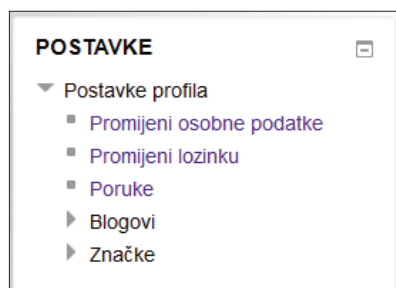 POSTAVKE
Postavke profila
Promijeni osobne podatke
Promijeni lozinku
Poruke
Blogovi
Značke